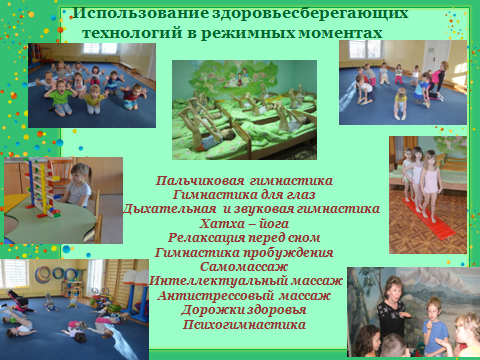 Использование здоровьесберегающих
технологий в режимных моментах
Пальчиковая гимнастика
Гимнастика для глаз
Дыхательная и звуковая гимнастика
Хатха – йога
Релаксация перед сном
Гимнастика пробуждения
Самомассаж
Интеллектуальный массаж
Антистрессовый массаж
Дорожки здоровья
Психогимнастика